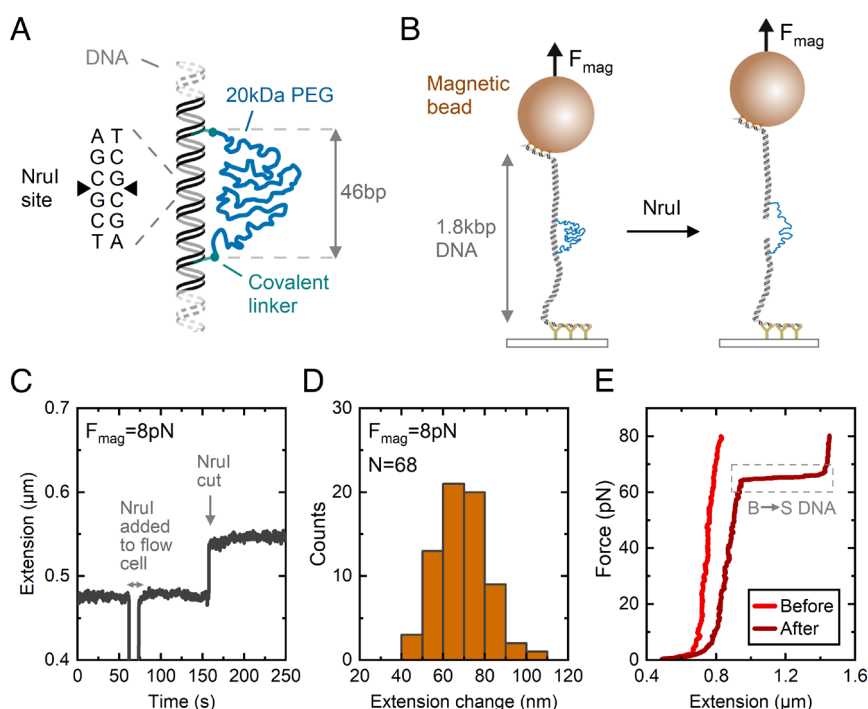 A
DNA
20kDa PEG
A T
G C
C G
G C
C G
T A
NruI
site
46bp
Covalent
linker
B
F_mag
F_mag
Magnetic
bead
1.8kbp
DNA
NruI
C
0.7
0.6
0.5
0.4
Extension (μm)
F_mag=8pN
NruI
cut
NruI
added
to flow
cell
0 50 100 150 200 250
Time (s)
D
30
20
10
0
Counts
F_mag=8pN
N=68
20 40 60 80 100 120
Extension change (nm)
E
80
60
40
20
0
Force (pN)
B→S DNA
Before
After
0.4 0.8 1.2 1.6
Extension (μm)